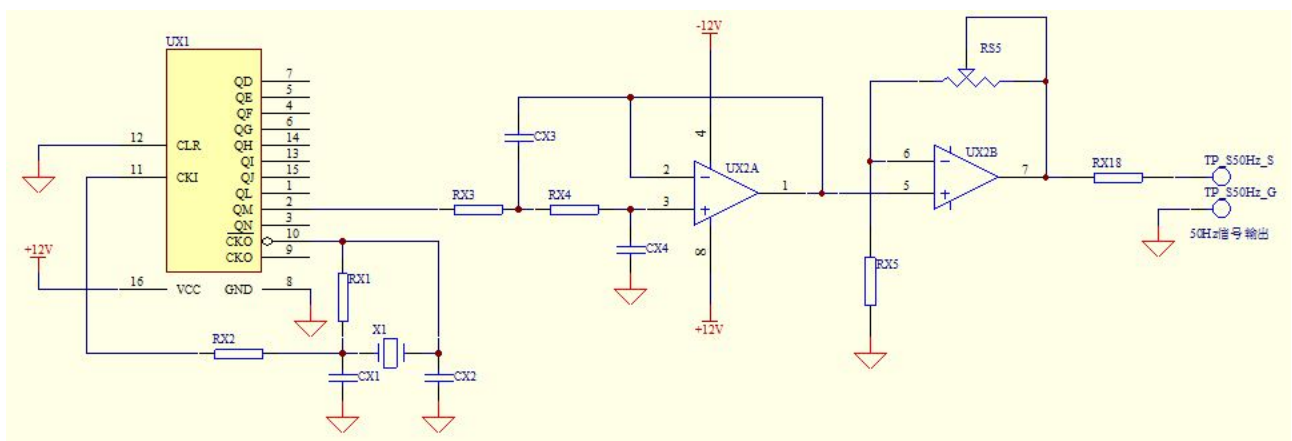 UX1
QD 7
QE 5
QF 4
QG 6
12 CLR QH 14
QI 13
11 CKI QJ 15
QL 1
QM 2
QN 3
CKO 10
CKO 9
+12V
16 VCC GND 8
RX1
RX2
X1
CX1
CX2
-12V
4
CX3
2
UX2A
RX3
RX4
3
1
CX4
8
+12V
RS5
6
UX2B
5
7
RX5
RX18
TP_S50Hz_S
TP_S50Hz_G
50Hz信号输出